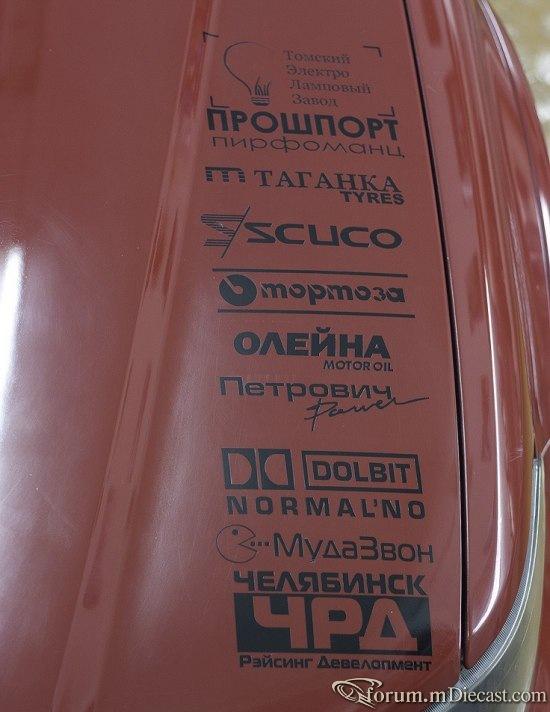 Томский
Электро
Ламповый
Завод
ПРОШПОРТ
пирфоманц
ТАГАНКА
TYRES
SCUCO
тортоза
ОЛЕЙНА
MOTOR OIL
Петрович
Power
DOLBIT
NORMAL'NO
МудаЗвон
ЧЕЛЯБИНСК
ЧРД
Рэйсинг Девелопмент
forum.mDiecast.com